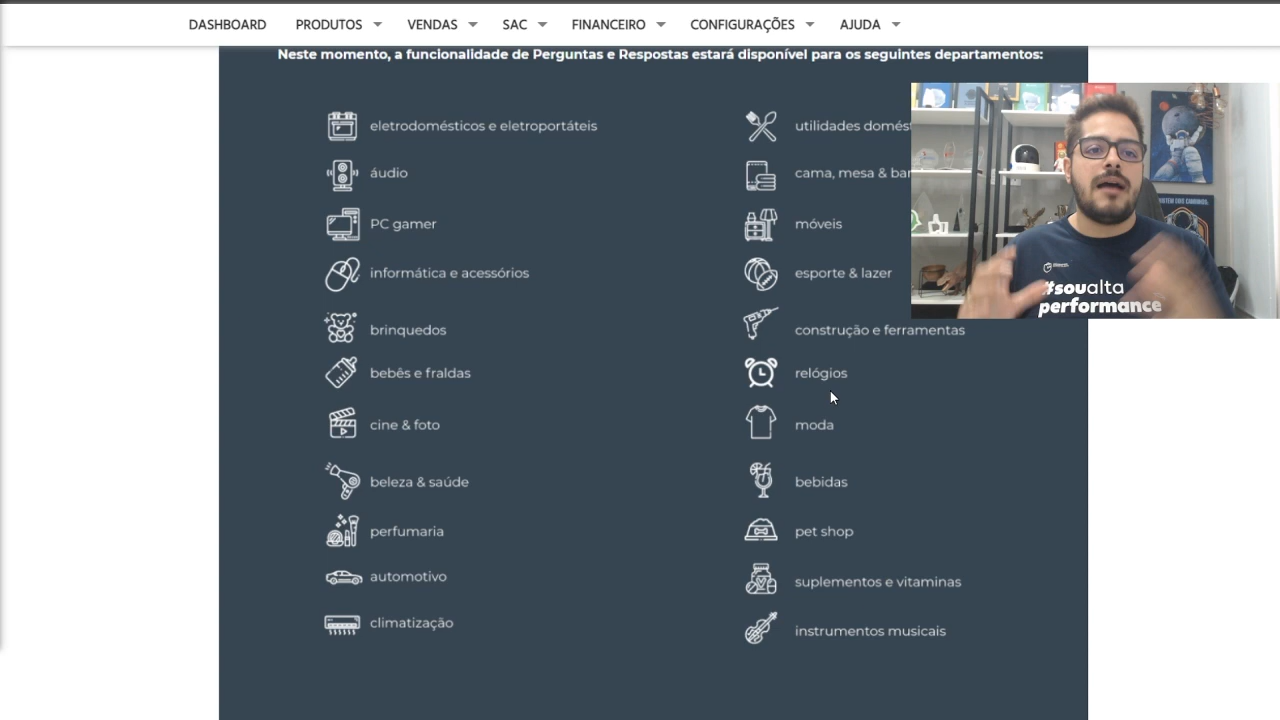 DASHBOARD PRODUTOS VENDAS SAC FINANCEIRO CONFIGURAÇÕES AJUDA
Neste momento, a funcionalidade de Perguntas e Respostas estará disponível para os seguintes departamentos:
eletrodomésticos e eletroportáteis
áudio
PC gamer
informática e acessórios
brinquedos
bebês e fraldas
cine & foto
beleza & saúde
perfumaria
automotivo
climatização
utilidades
cama, mesa &
móveis
esporte & lazer
construção e ferramentas
relógios
moda
bebidas
pet shop
suplementos e vitaminas
instrumentos musicais
#soualta
performance